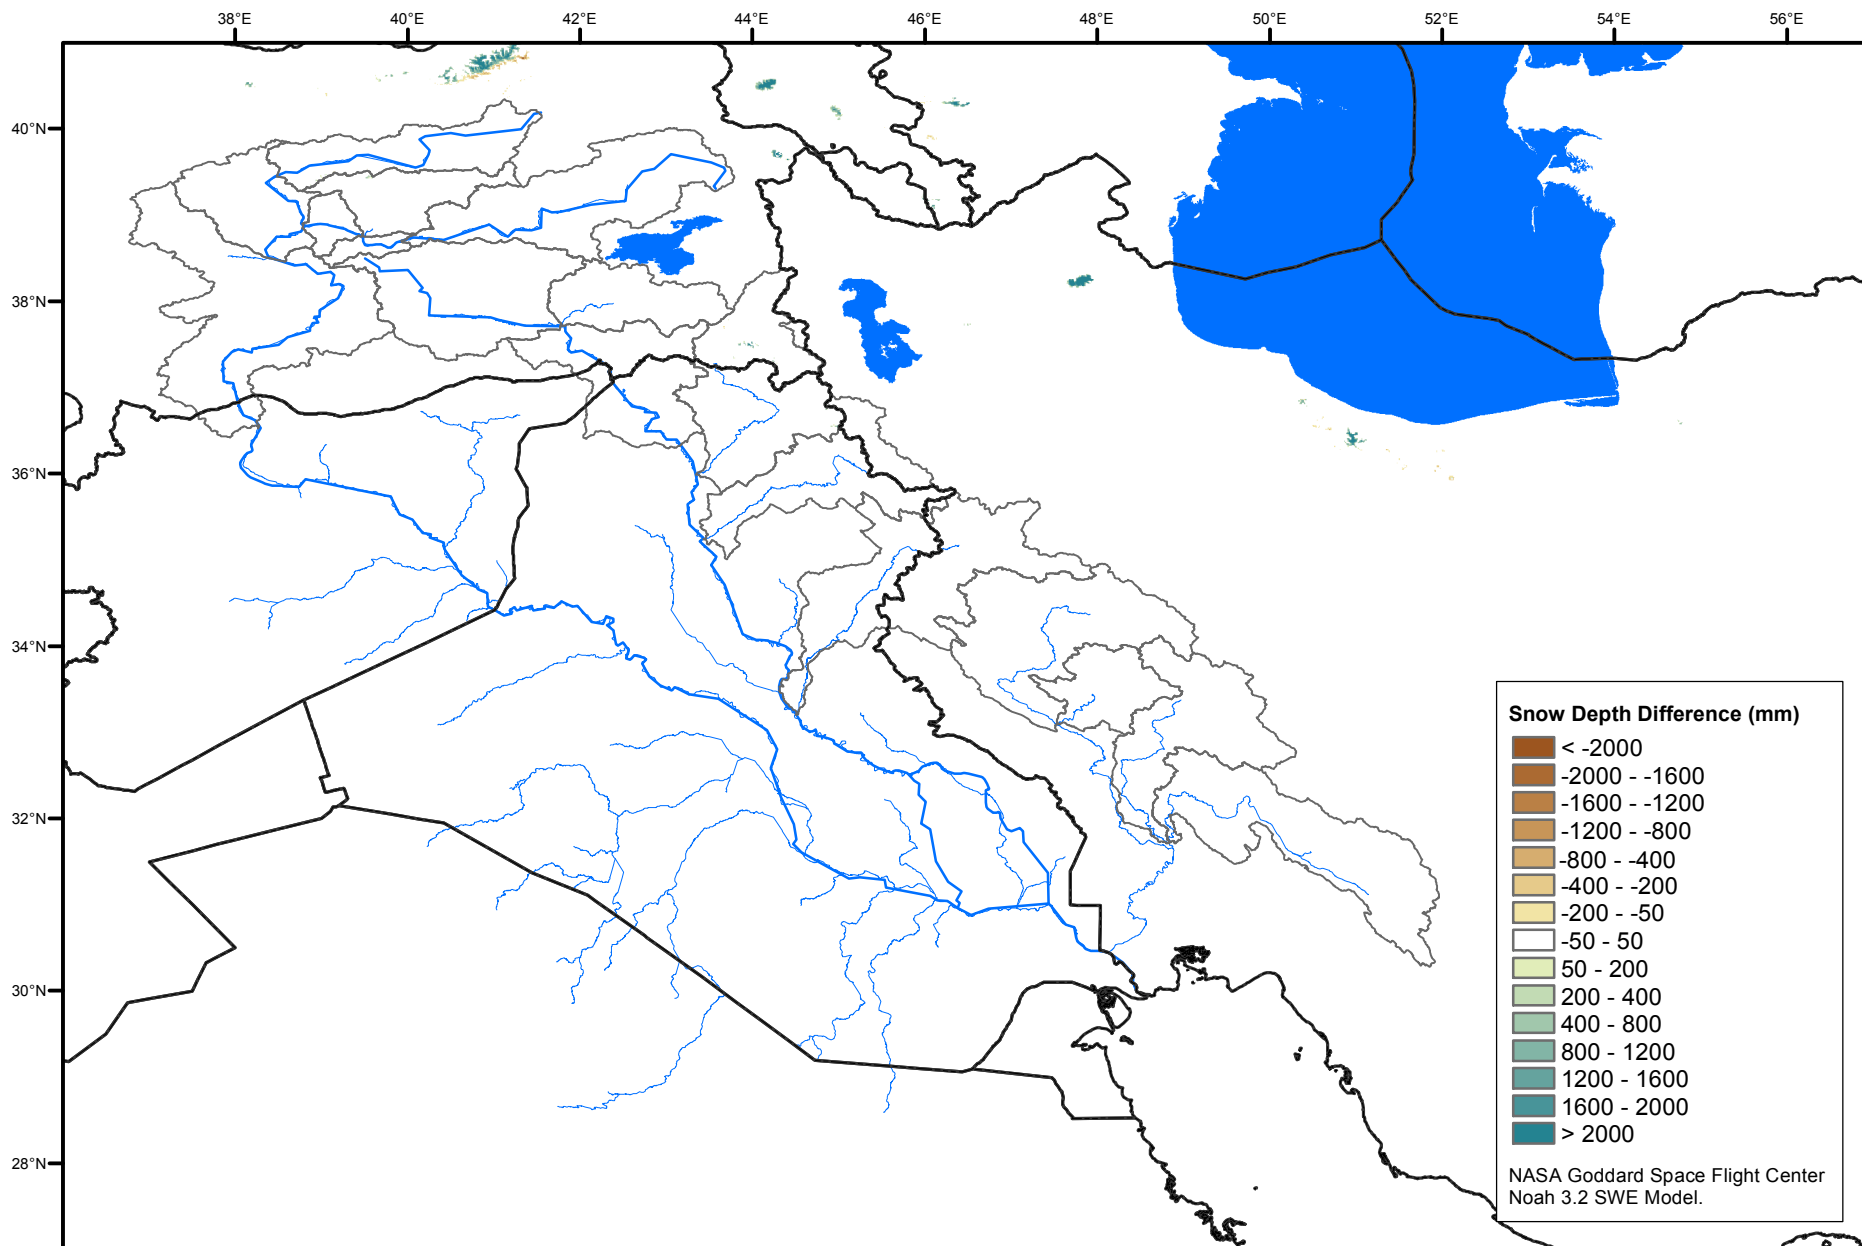 38°E 40°E 42°E 44°E 46°E 48°E 50°E 52°E 54°E 56°E
40°N
38°N
36°N
34°N
32°N
30°N
28°N
Snow Depth Difference (mm)
< -2000
-2000 - -1600
-1600 - -1200
-1200 - -800
-800 - -400
-400 - -200
-200 - -50
-50 - 50
50 - 200
200 - 400
400 - 800
800 - 1200
1200 - 1600
1600 - 2000
> 2000
NASA Goddard Space Flight Center
Noah 3.2 SWE Model.